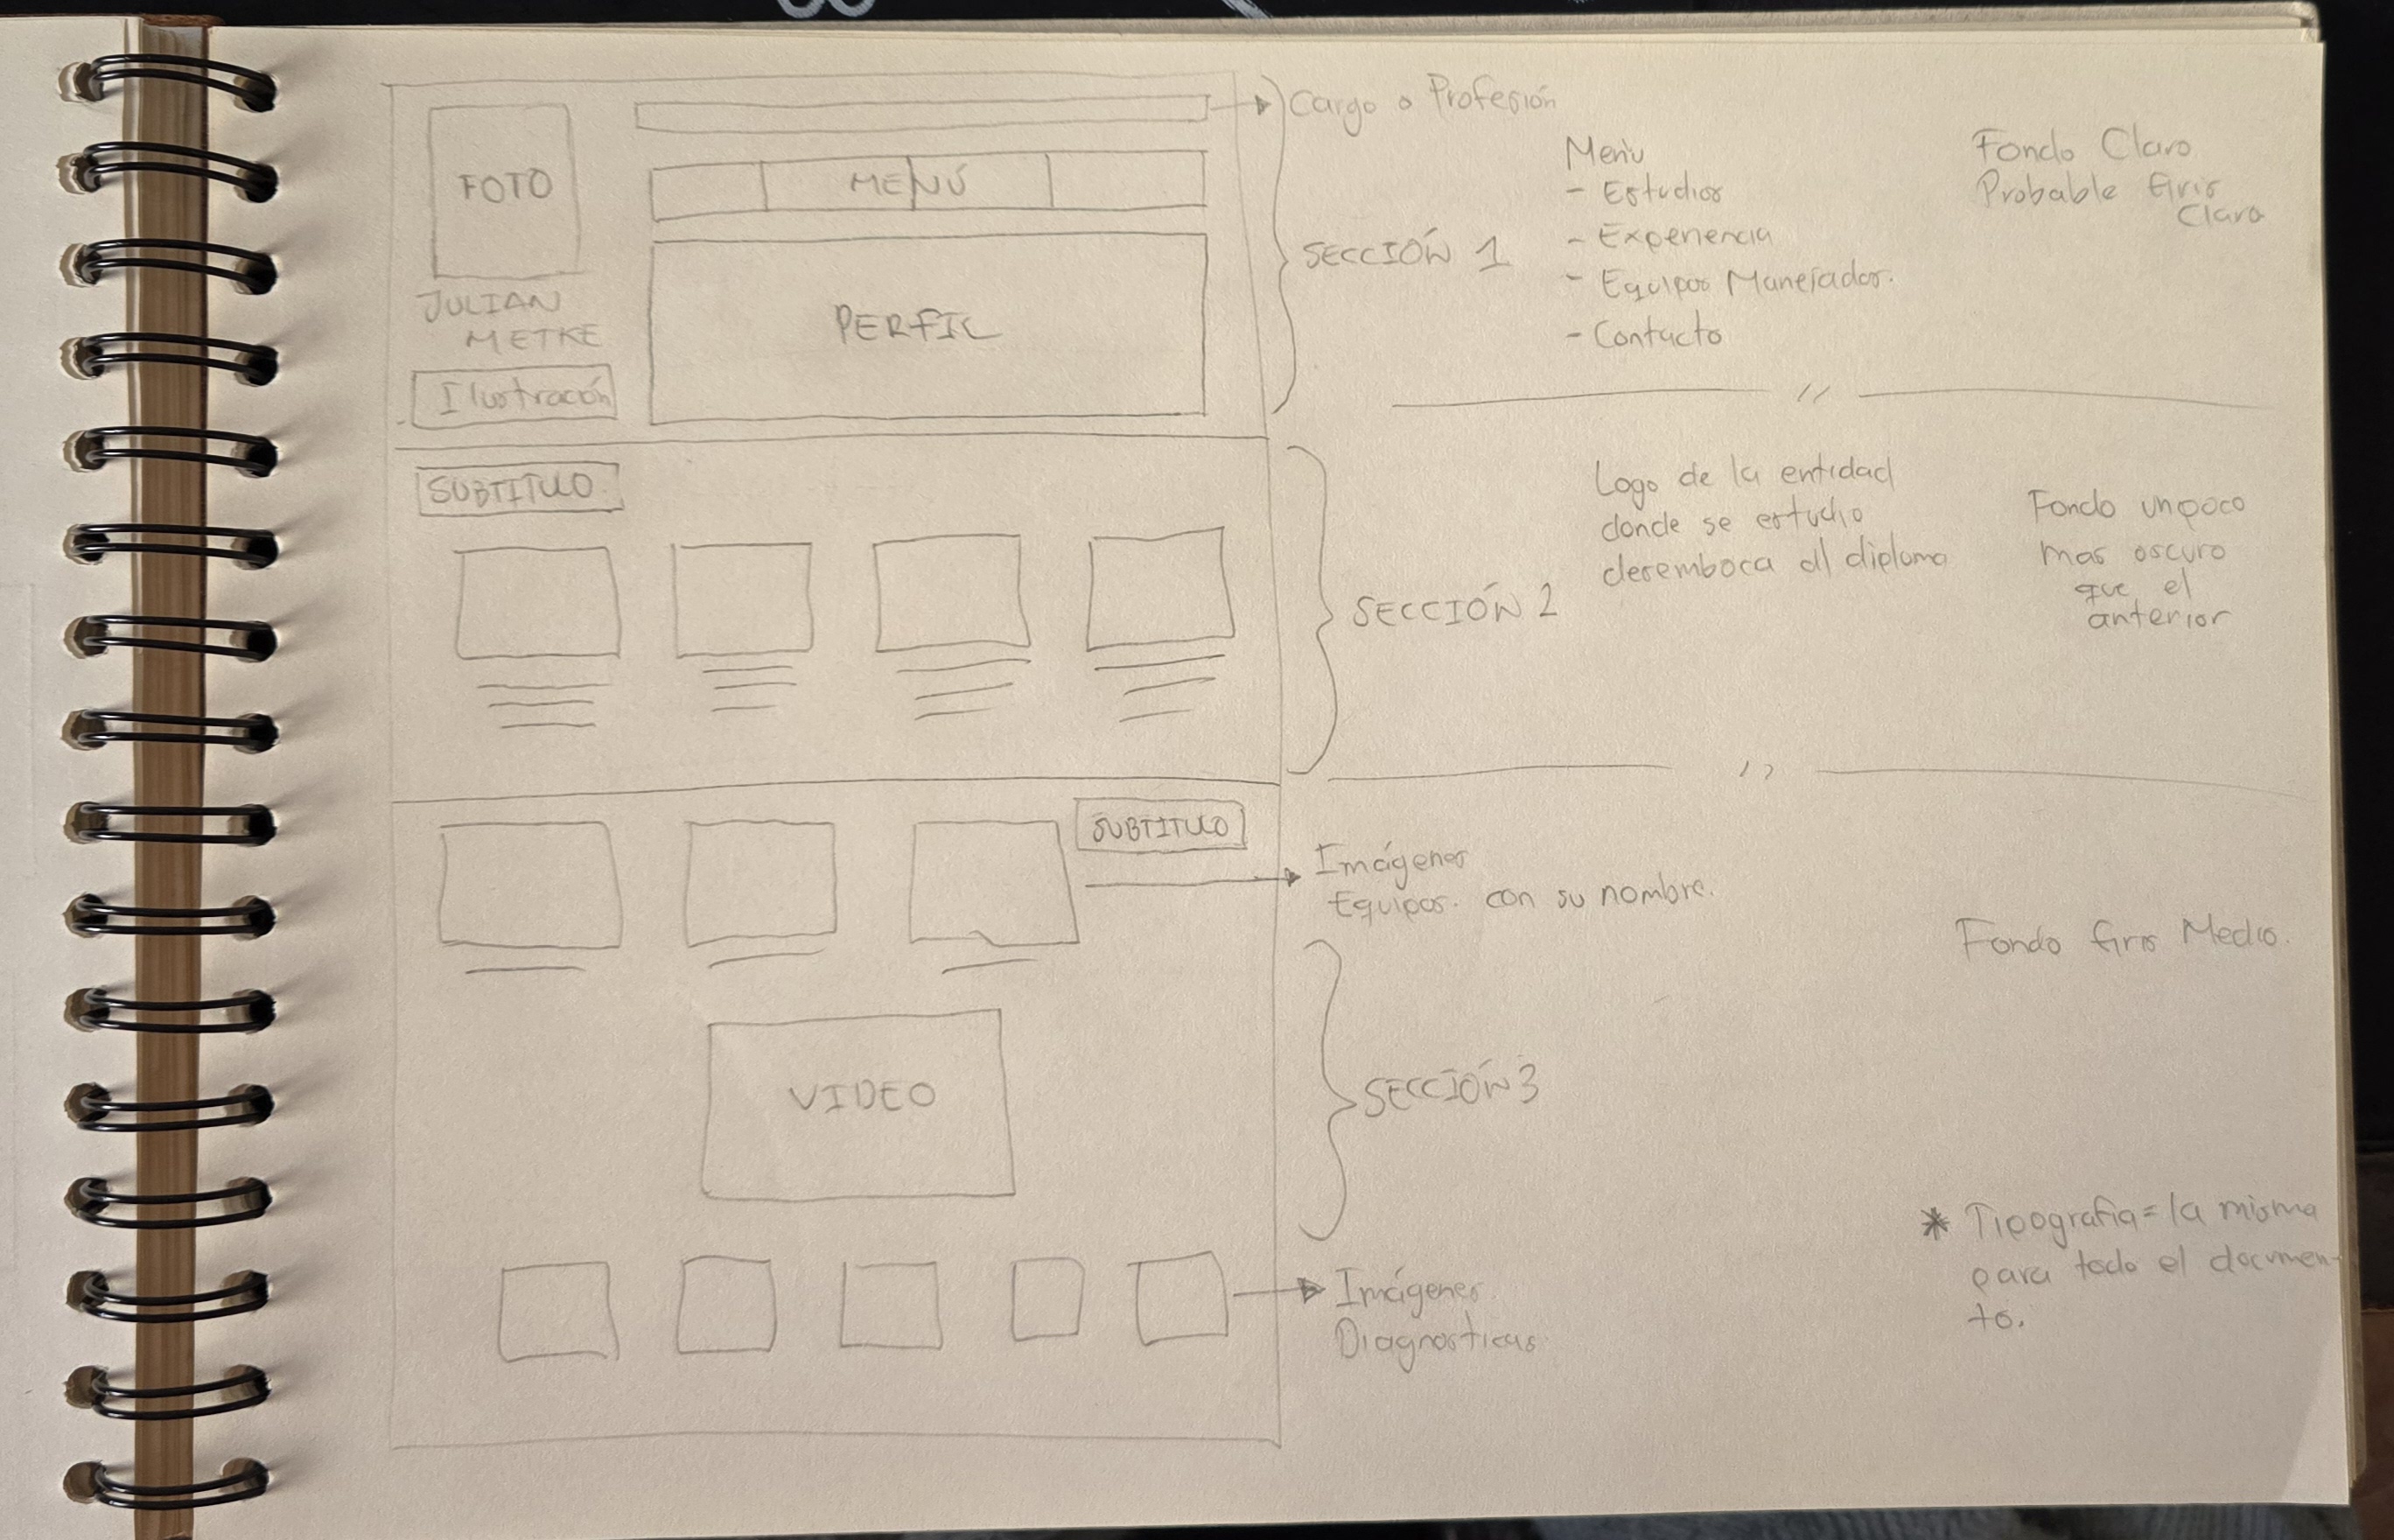 FOTO
JULIAN
METKE
Ilustración
MENÚ
PERFIL
Cargo o Profesión
SECCIÓN 1
Menú
- Estudios
- Experiencia
- Equipos Manejados.
- Contacto
Fondo Claro
Probable Gris
Claro
SUBTITULO
SECCIÓN 2
Logo de la entidad
donde se estudio
desemboca al diploma
Fondo un poco
mas oscuro
que el
anterior
SUBTITULO
Imágenes
Equipos. con su nombre.
VIDEO
SECCIÓN 3
Fondo Gris Medio.
Imágenes
Diagnosticas
* Tipografia = la misma
para todo el documen-
to.